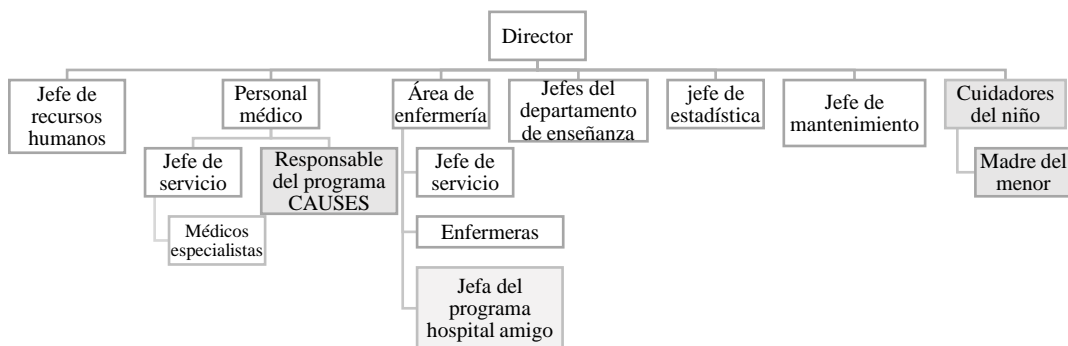 Director
Jefe de
recursos
humanos
Personal
médico
Área de
enfermería
Jefes del
departamento
de enseñanza
jefe de
estadística
Jefe de
mantenimiento
Cuidadores
del niño
Jefe de
servicio
Responsable
del programa
CAUSES
Jefe de
servicio
Madre del
menor
Médicos
especialistas
Enfermeras
Jefa del
programa
hospital amigo